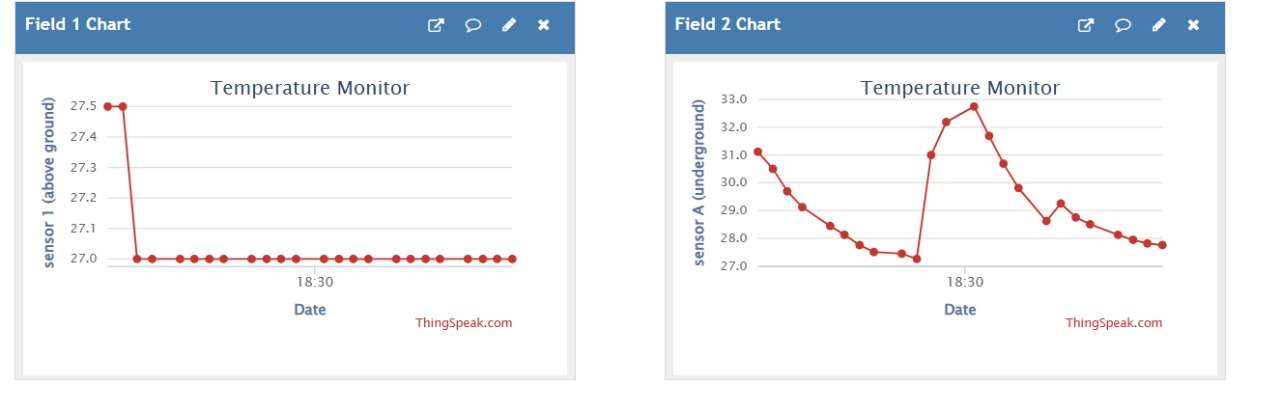 Field 1 Chart
Temperature Monitor
sensor 1 (above ground)
27.5
27.4
27.3
27.2
27.1
27.0
18:30
Date
ThingSpeak.com
Field 2 Chart
Temperature Monitor
sensor A (underground)
33.0
32.0
31.0
30.0
29.0
28.0
27.0
18:30
Date
ThingSpeak.com